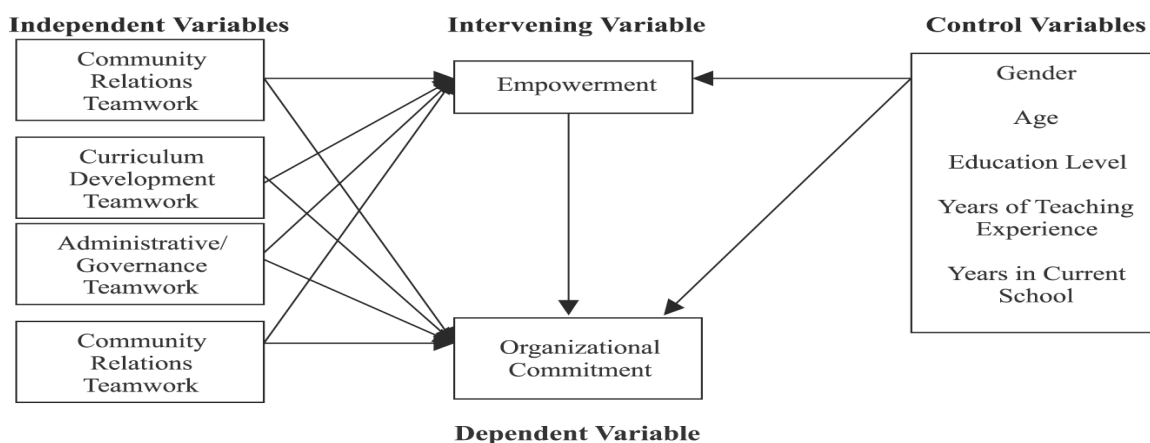 Independent Variables
Intervening Variable
Control Variables
Community
Relations
Teamwork
Curriculum
Development
Teamwork
Administrative/
Governance
Teamwork
Community
Relations
Teamwork
Empowerment
Organizational
Commitment
Dependent Variable
Gender
Age
Education Level
Years of Teaching
Experience
Years in Current
School